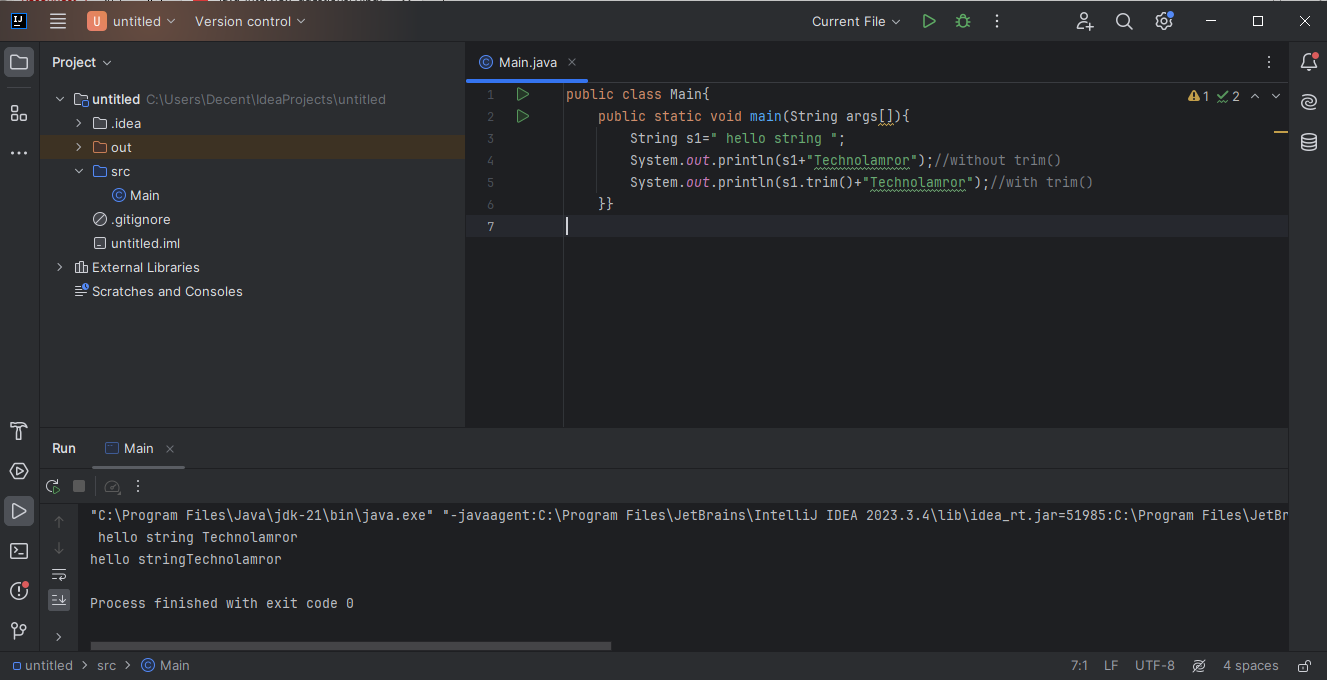 IJ
U untitled Version control Current File
Project
Main.java
untitled C:\Users\Decent\IdeaProjects\untitled
.idea
out
src
Main
.gitignore
untitled.iml
External Libraries
Scratches and Consoles
1 public class Main{
2 public static void main(String args[]){
3 String s1=" hello string ";
4 System.out.println(s1+"Technolamror");//without trim()
5 System.out.println(s1.trim()+"Technolamror");//with trim()
6 }}
7
1 2
Run Main
"C:\Program Files\Java\jdk-21\bin\java.exe" "-javaagent:C:\Program Files\JetBrains\IntelliJ IDEA 2023.3.4\lib\idea_rt.jar=51985:C:\Program Files\JetBr
 hello string Technolamror
hello stringTechnolamror
Process finished with exit code 0
untitled > src > Main 7:1 LF UTF-8 4 spaces